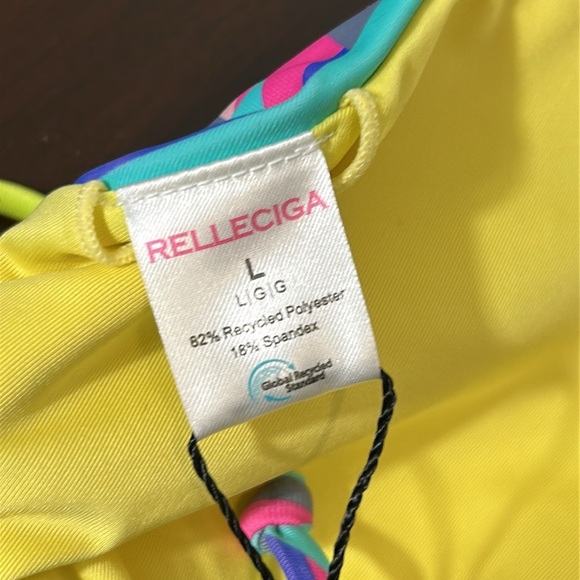 RELLECIGA
L
L|G|G
82% Recycled Polyester
18% Spandex
Global Recycled
Standard